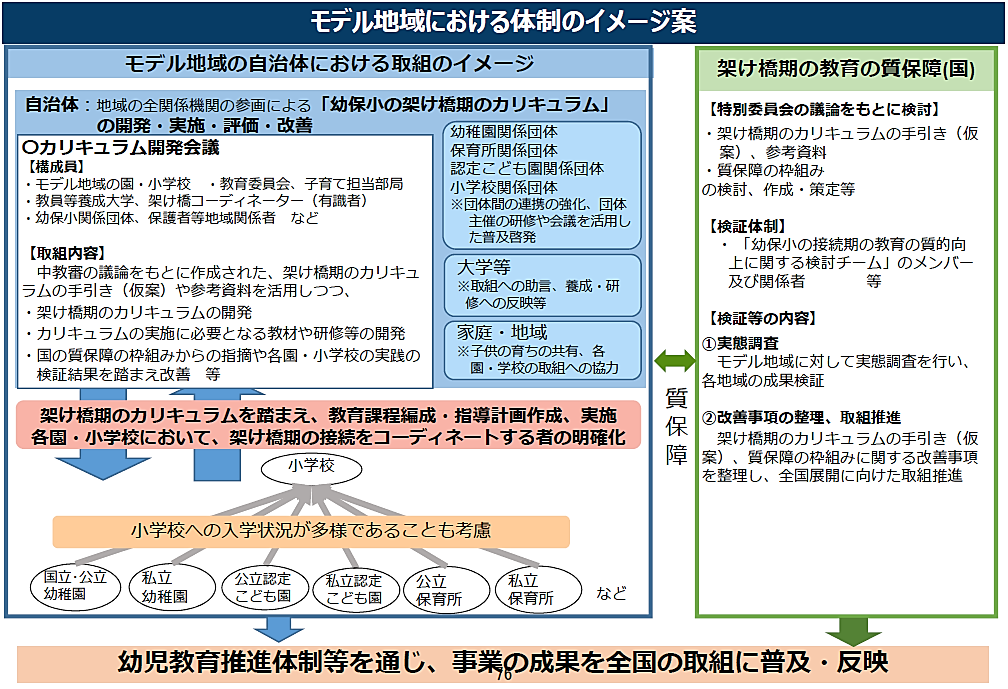 モデル地域における体制のイメージ案
モデル地域の自治体における取組のイメージ
自治体：地域の全関係機関の参画による「幼保小の架け橋期のカリキュラム」
の開発・実施・評価・改善
〇カリキュラム開発会議
【構成員】
・モデル地域の園・小学校　・教育委員会、子育て担当部局
・教員等養成大学、架け橋コーディネーター（有識者）
・幼保小関係団体、保護者等地域関係者　など
【取組内容】
中教審の議論をもとに作成された、架け橋期のカリキュ
ラムの手引き（仮案）や参考資料を活用しつつ、
・架け橋期のカリキュラムの開発
・カリキュラムの実施に必要となる教材や研修等の開発
・国の質保障の枠組みからの指摘や各園・小学校の実践の
検証結果を踏まえ改善　等
幼稚園関係団体
保育所関係団体
認定こども園関係団体
小学校関係団体
※団体間の連携の強化、団体
主催の研修や会議を活用し
た普及啓発
大学等
※取組への助言、養成・研
修への反映等
家庭・地域
※子供の育ちの共有、各
園・学校の取組への協力
架け橋期のカリキュラムを踏まえ、教育課程編成・指導計画作成、実施
各園・小学校において、架け橋期の接続をコーディネートする者の明確化
小学校
小学校への入学状況が多様であることも考慮
国立・公立
幼稚園
私立
幼稚園
公立認定
こども園
私立認定
こども園
公立
保育所
私立
保育所
など
質保障
架け橋期の教育の質保障(国)
【特別委員会の議論をもとに検討】
・架け橋期のカリキュラムの手引き（仮
案）、参考資料
・質保障の枠組み
の検討、作成・策定等
【検証体制】
・「幼保小の接続期の教育の質的向
上に関する検討チーム」のメンバー
及び関係者　　　　等
【検証等の内容】
①実態調査
モデル地域に対して実態調査を行い、
各地域の成果検証
②改善事項の整理、取組推進
架け橋期のカリキュラムの手引き（仮
案）、質保障の枠組みに関する改善事項
を整理し、全国展開に向けた取組推進
幼児教育推進体制等を通じ、事業の成果を全国の取組に普及・反映
76